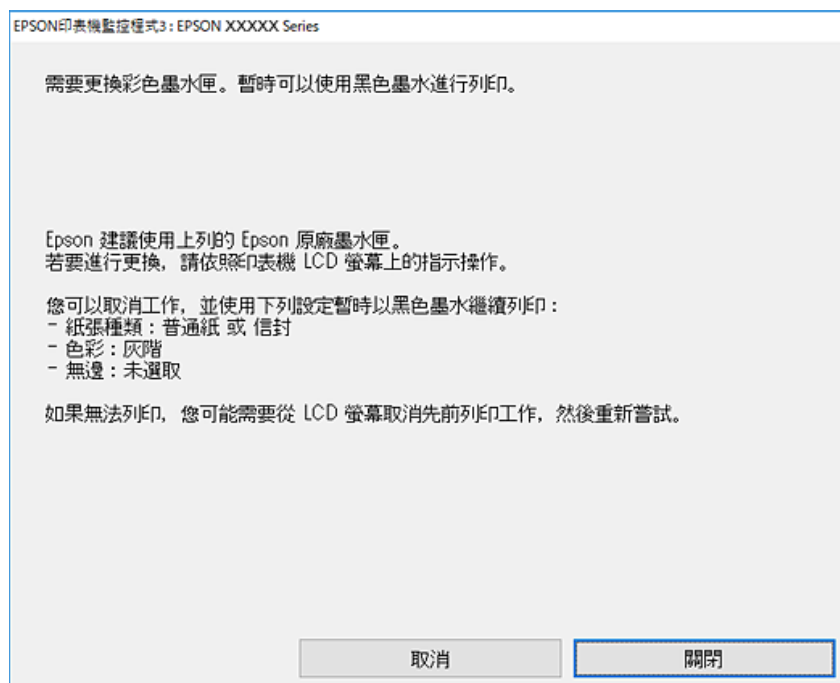 EPSON印表機監控程式3 : EPSON XXXXX Series
需要更換彩色墨水匣。暫時可以使用黑色墨水進行列印。
Epson 建議使用上列的 Epson 原廠墨水匣。
若要進行更換，請依照印表機 LCD 螢幕上的指示操作。
您可以取消工作，並使用下列設定暫時以黑色墨水繼續列印：
- 紙張種類：普通紙 或 信封
- 色彩：灰階
- 無邊：未選取
如果無法列印，您可能需要從 LCD 螢幕取消先前列印工作，然後重新嘗試。
取消
關閉